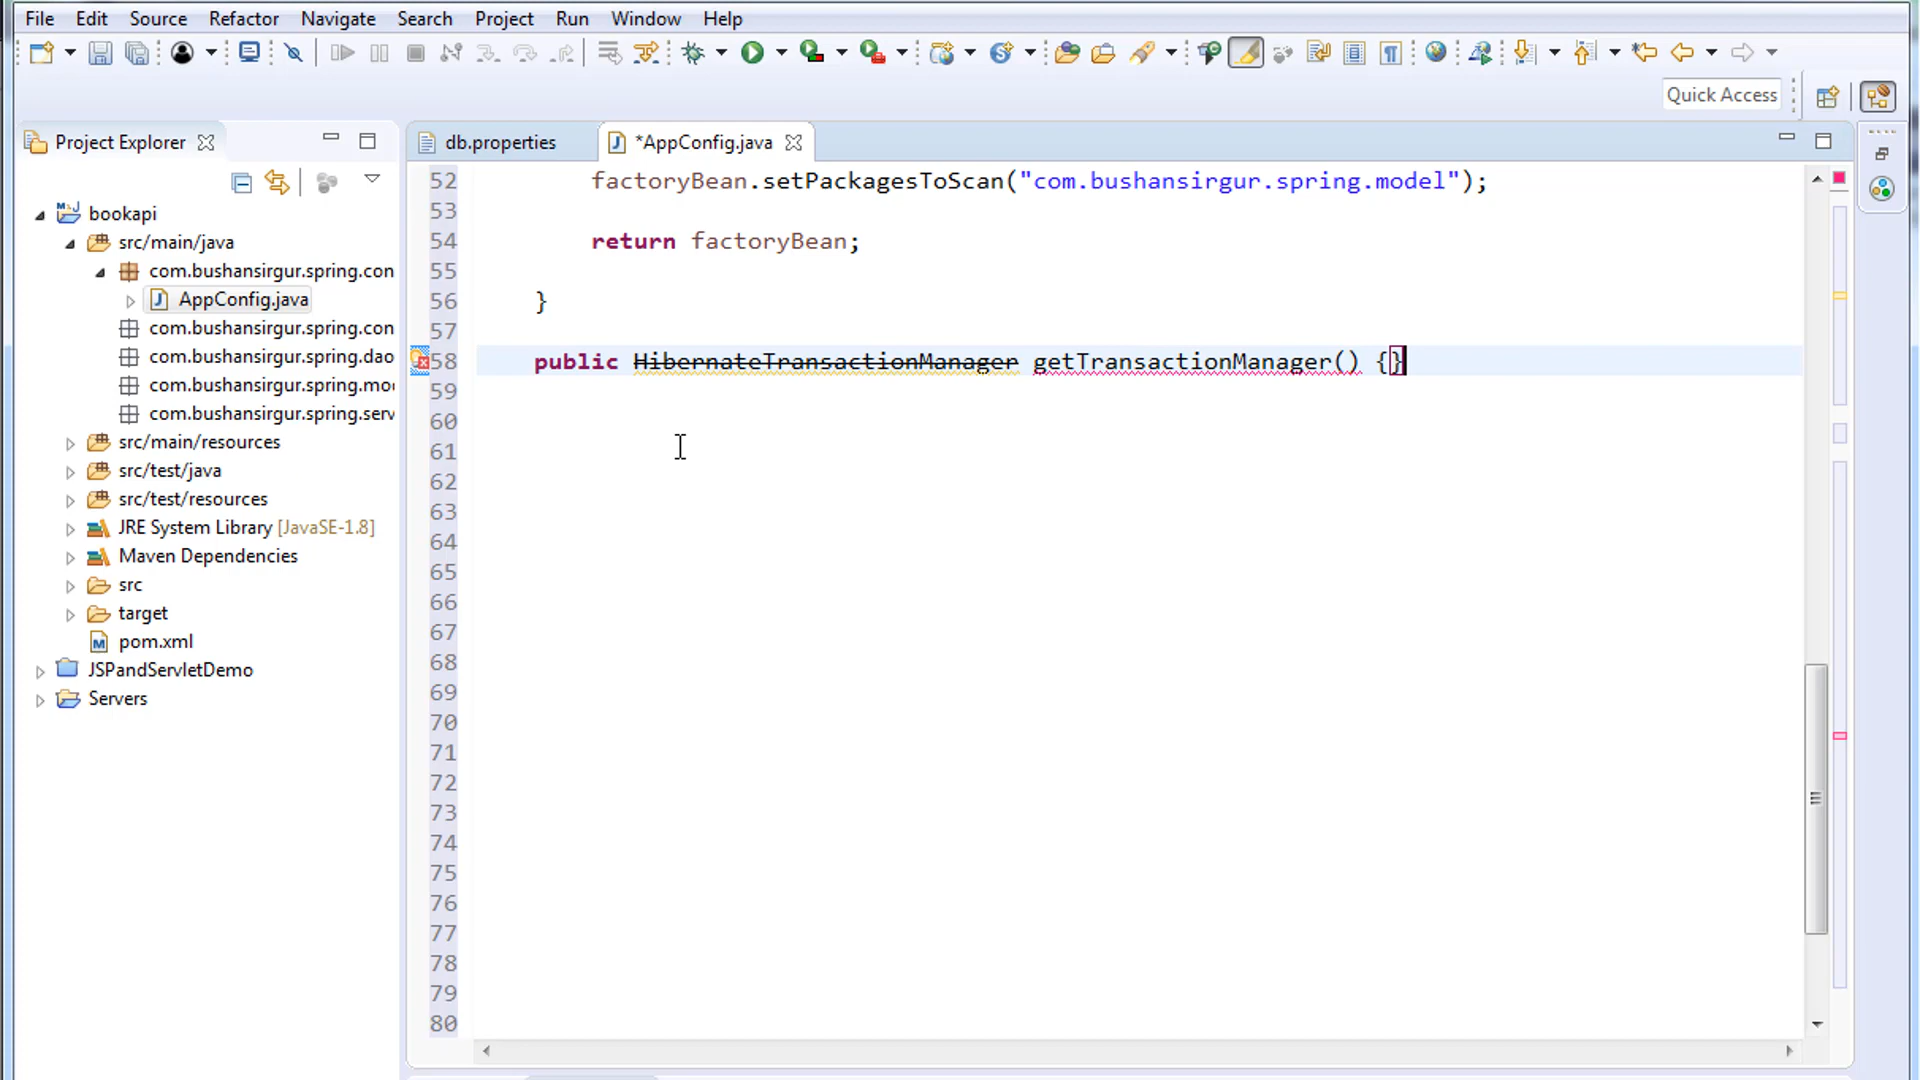 File Edit Source Refactor Navigate Search Project Run Window Help
Quick Access
Project Explorer
db.properties
*AppConfig.java
bookapi
src/main/java
com.bushansirgur.spring.con
AppConfig.java
com.bushansirgur.spring.con
com.bushansirgur.spring.dao
com.bushansirgur.spring.mo
com.bushansirgur.spring.serv
src/main/resources
src/test/java
src/test/resources
JRE System Library [JavaSE-1.8]
Maven Dependencies
src
target
pom.xml
JSPandServletDemo
Servers
52 factoryBean.setPackagesToScan("com.bushansirgur.spring.model");
53
54 return factoryBean;
55
56 }
57
58 public HibernateTransactionManager getTransactionManager() {}
59
60
61
62
63
64
65
66
67
68
69
70
71
72
73
74
75
76
77
78
79
80